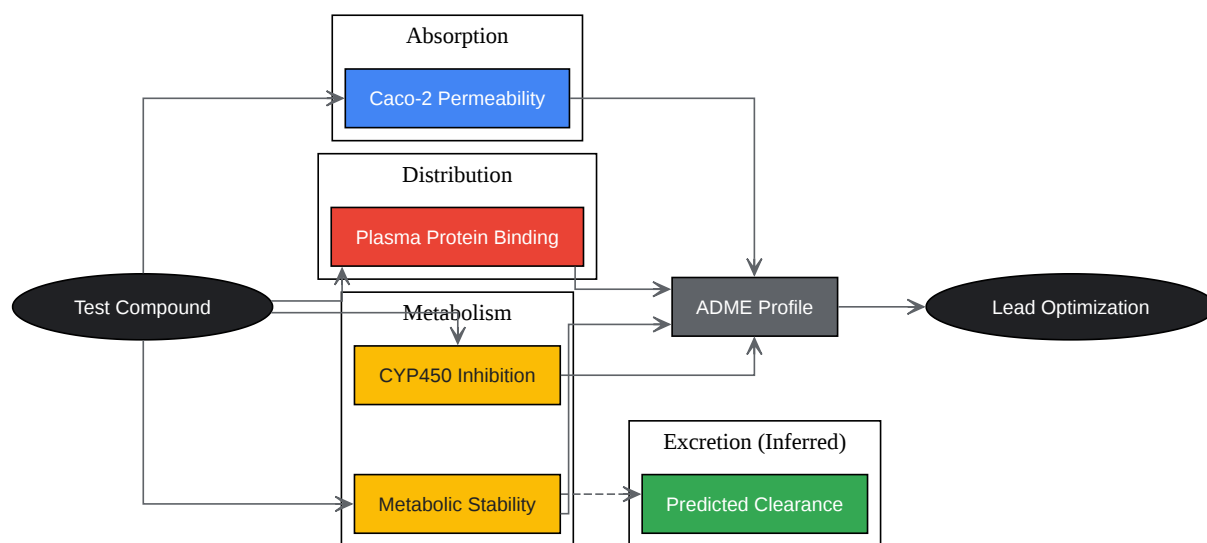 Absorption
Caco-2 Permeability
Distribution
Plasma Protein Binding
Test Compound
Metabolism
CYP450 Inhibition
Metabolic Stability
ADME Profile
Lead Optimization
Excretion (Inferred)
Predicted Clearance